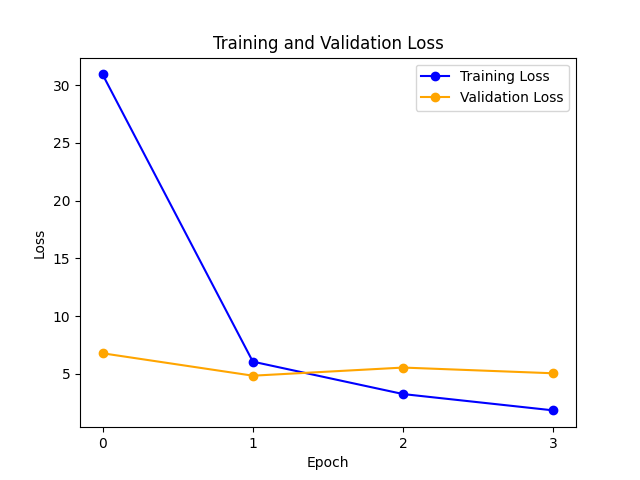 Training and Validation Loss
Training Loss
Validation Loss
30
25
20
15
10
5
Loss
0 1 2 3
Epoch